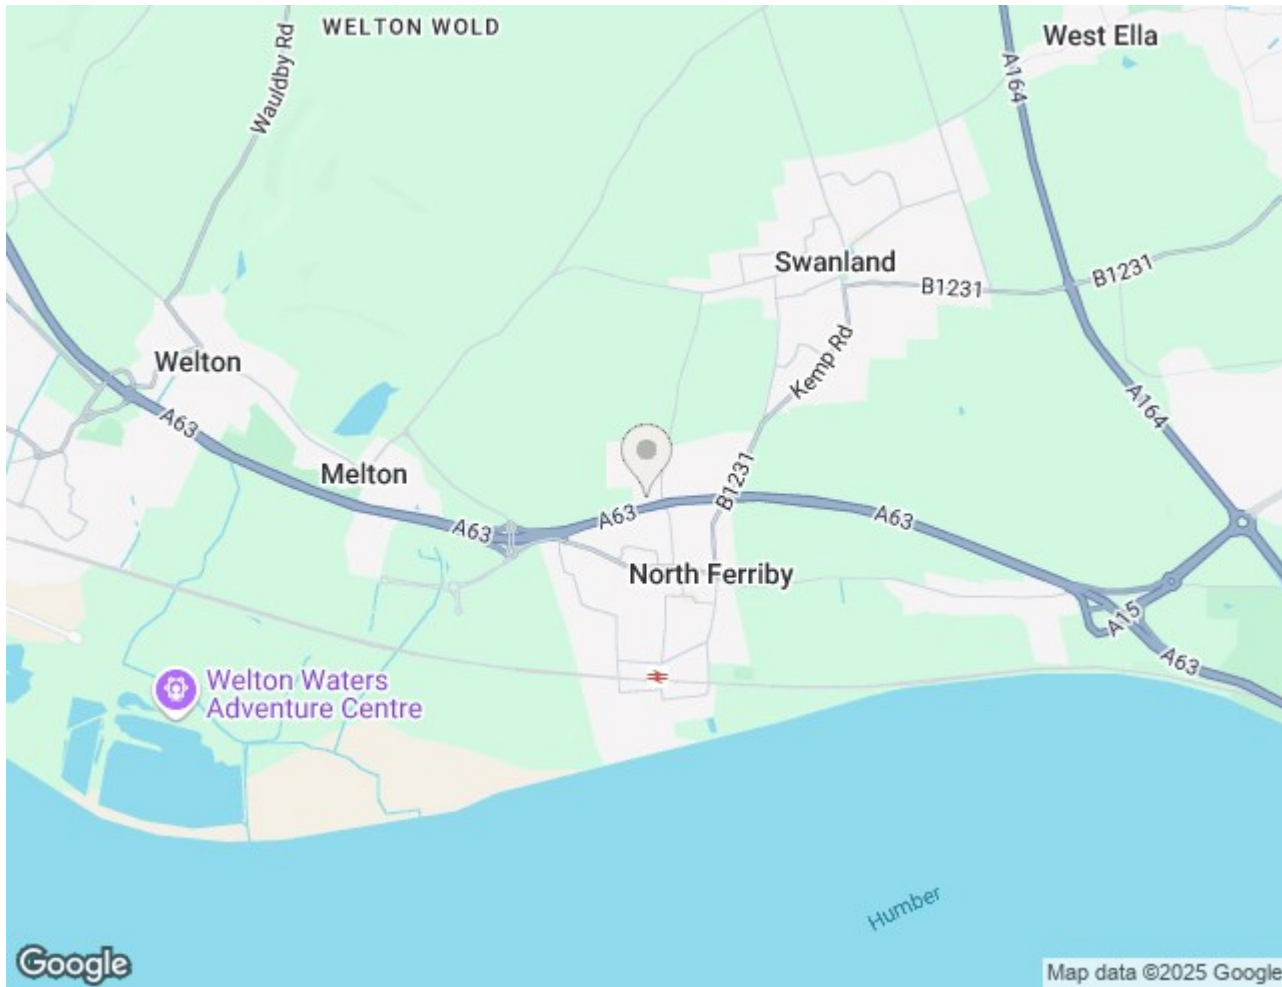 WELTON WOLD
Wauldby Rd
West Ella
A164
Swanland
B1231
B1231
Kemp Rd
Welton
A63
A164
Melton
B1231
A63
A63
A63
North Ferriby
A15
A63
Welton Waters
Adventure Centre
Humber
Google
Map data ©2025 Google